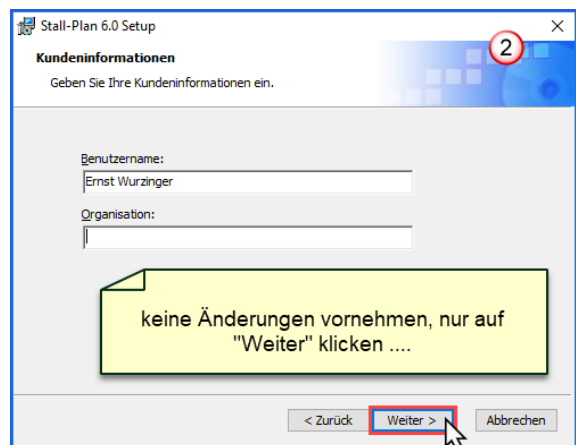 Stall-Plan 6.0 Setup
2
Kundeninformationen
Geben Sie Ihre Kundeninformationen ein.
Benutzername:
Ernst Wurzinger
Organisation:
keine Änderungen vornehmen, nur auf
"Weiter" klicken ....
< Zurück Weiter > Abbrechen